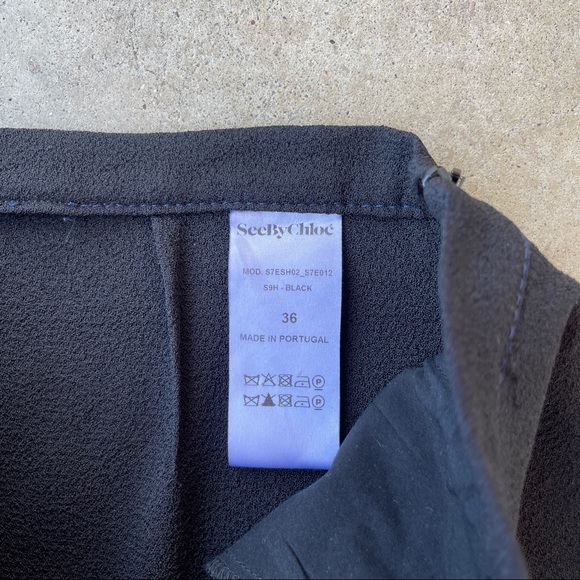 SeeByChloé
MOD. S7ESH02_S7E012
S9H - BLACK
36
MADE IN PORTUGAL
P
P